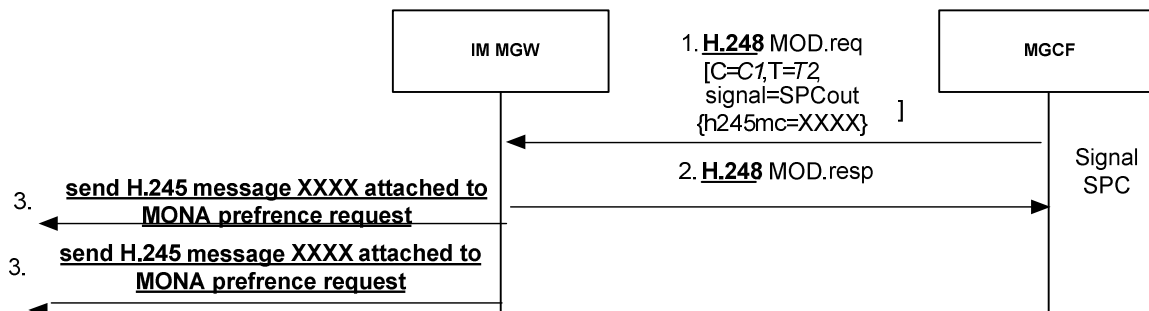 IM MGW
MGCF
1. H.248 MOD.req
[C=C1,T=T2,
signal=SPCout
{h245mc=XXXX}
]
2. H.248 MOD.resp
Signal
SPC
3.
send H.245 message XXXX attached to
MONA prefrence request
3.
send H.245 message XXXX attached to
MONA prefrence request